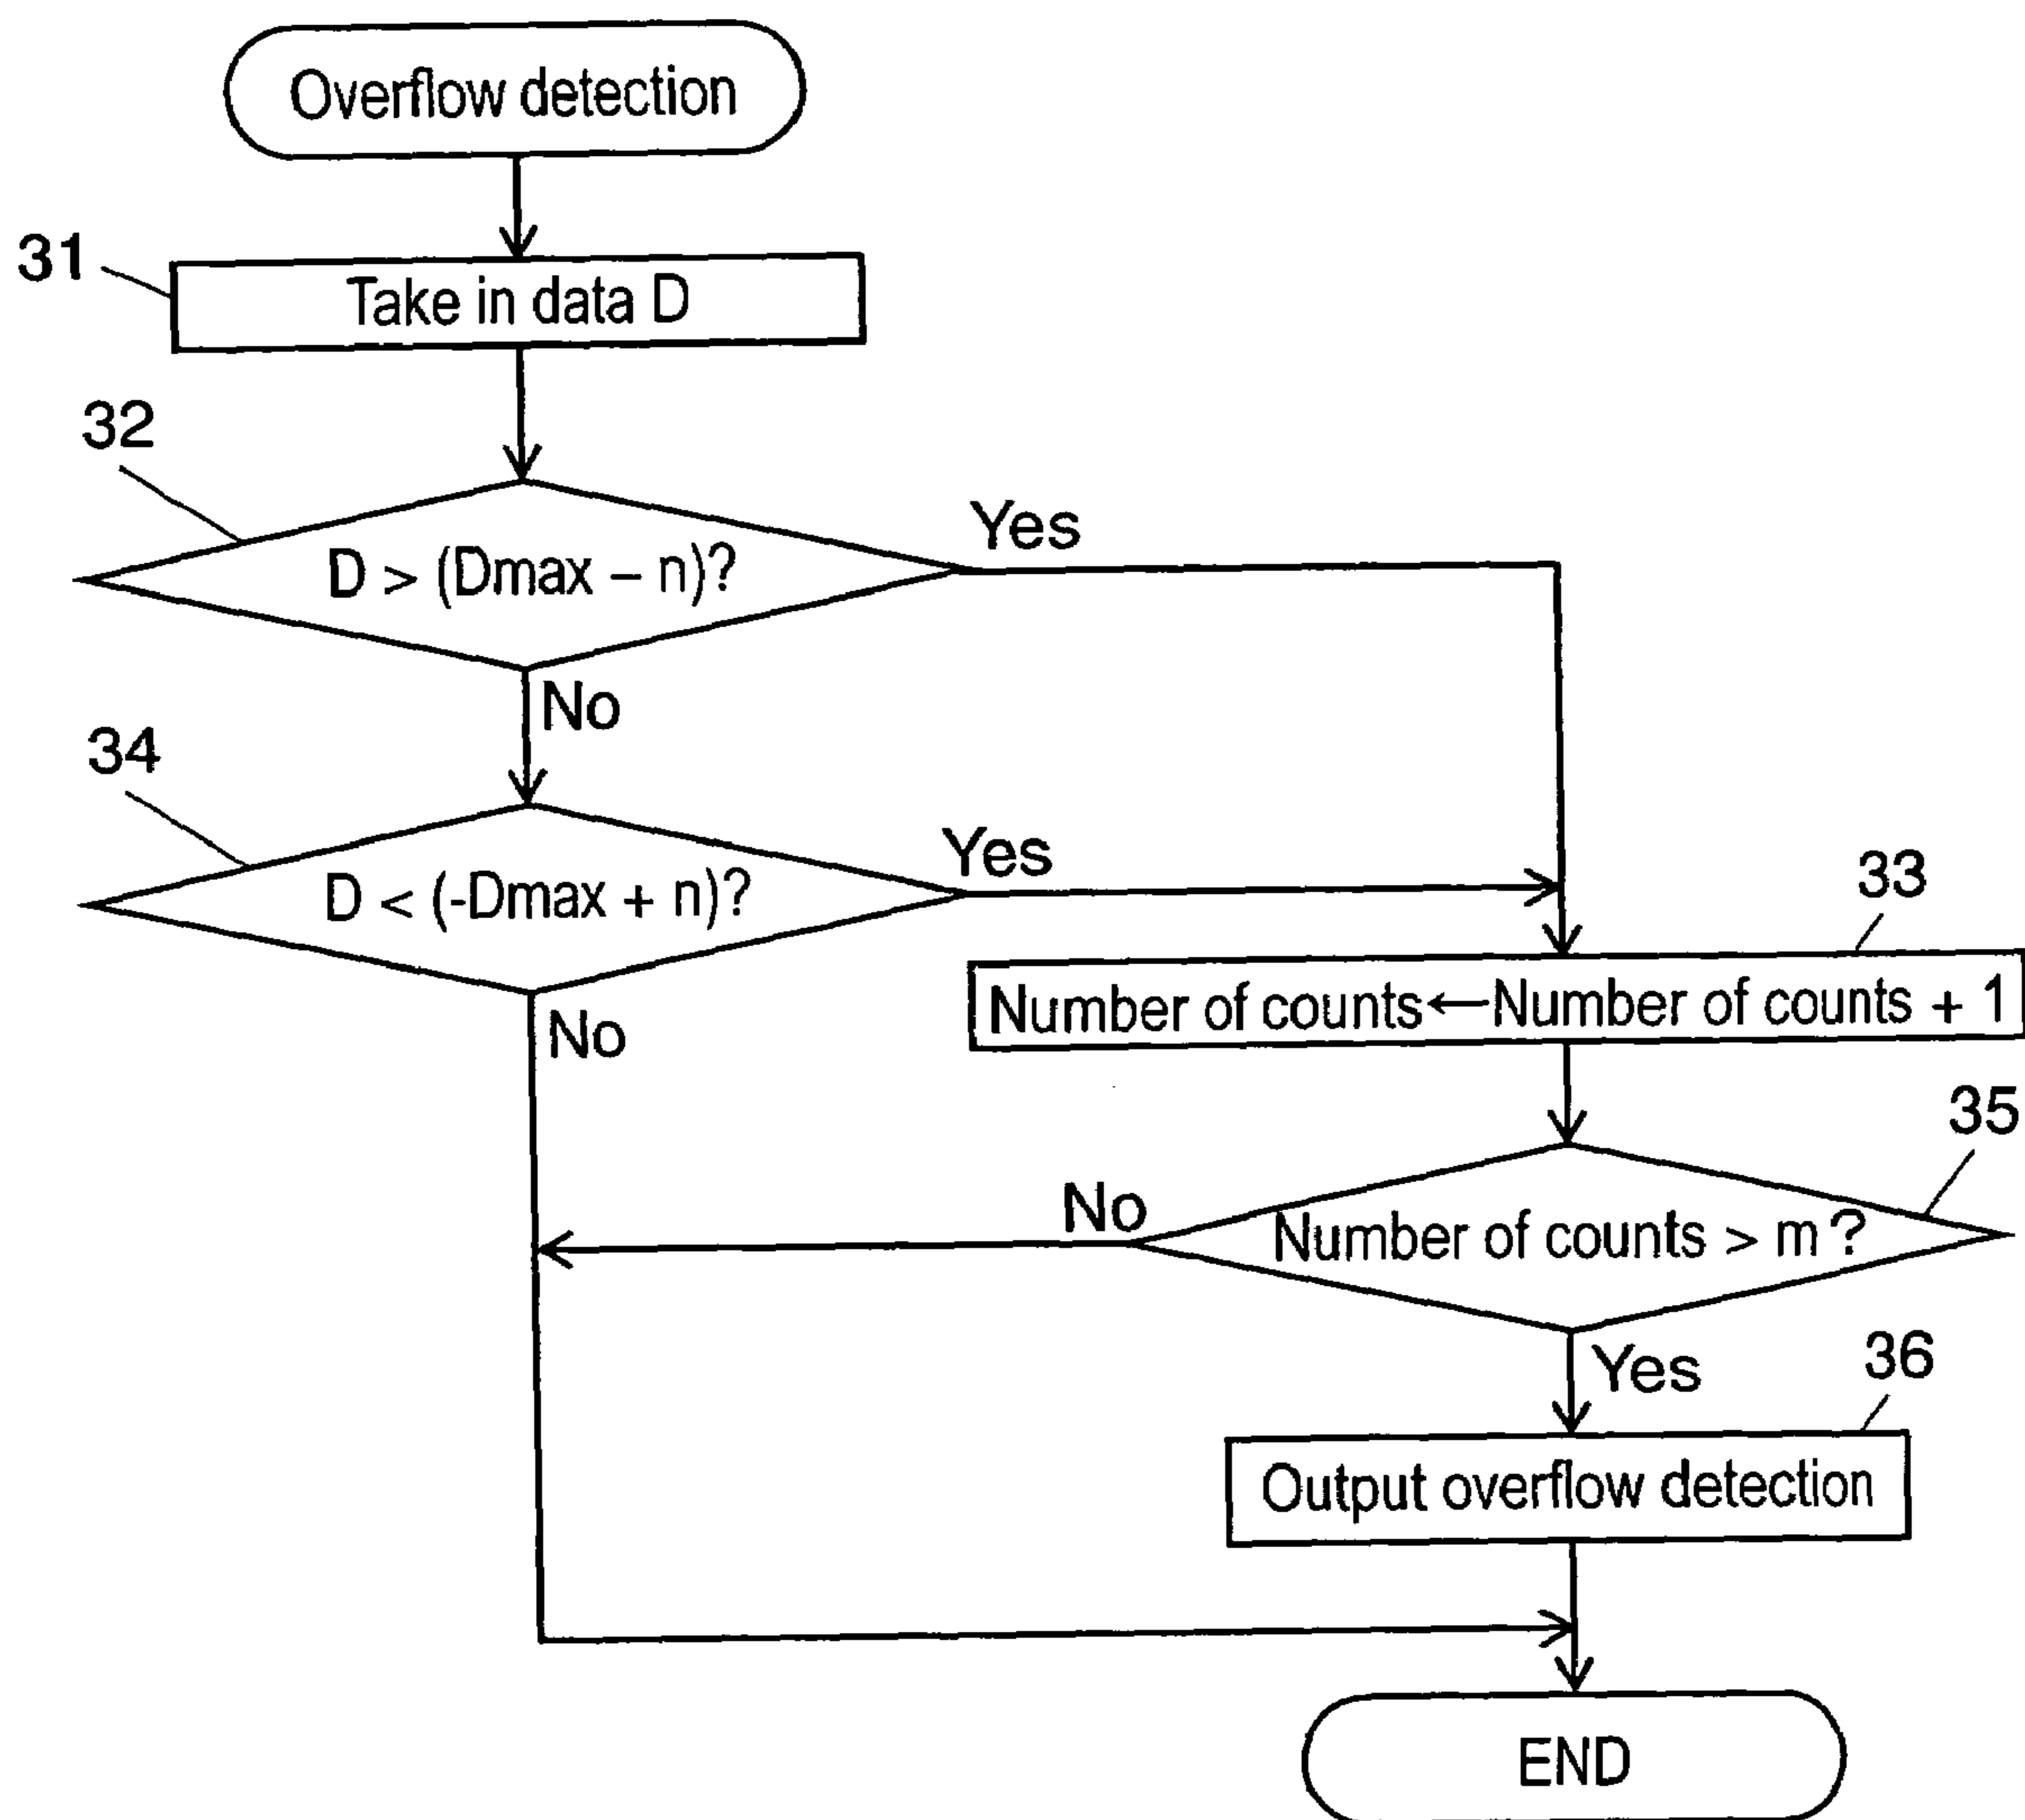 Overflow detection
31
Take in data D
32
D > (Dmax – n)?
Yes
No
34
D < (-Dmax + n)?
Yes
No
33
Number of counts←Number of counts + 1
35
Number of counts > m ?
No
Yes
36
Output overflow detection
END